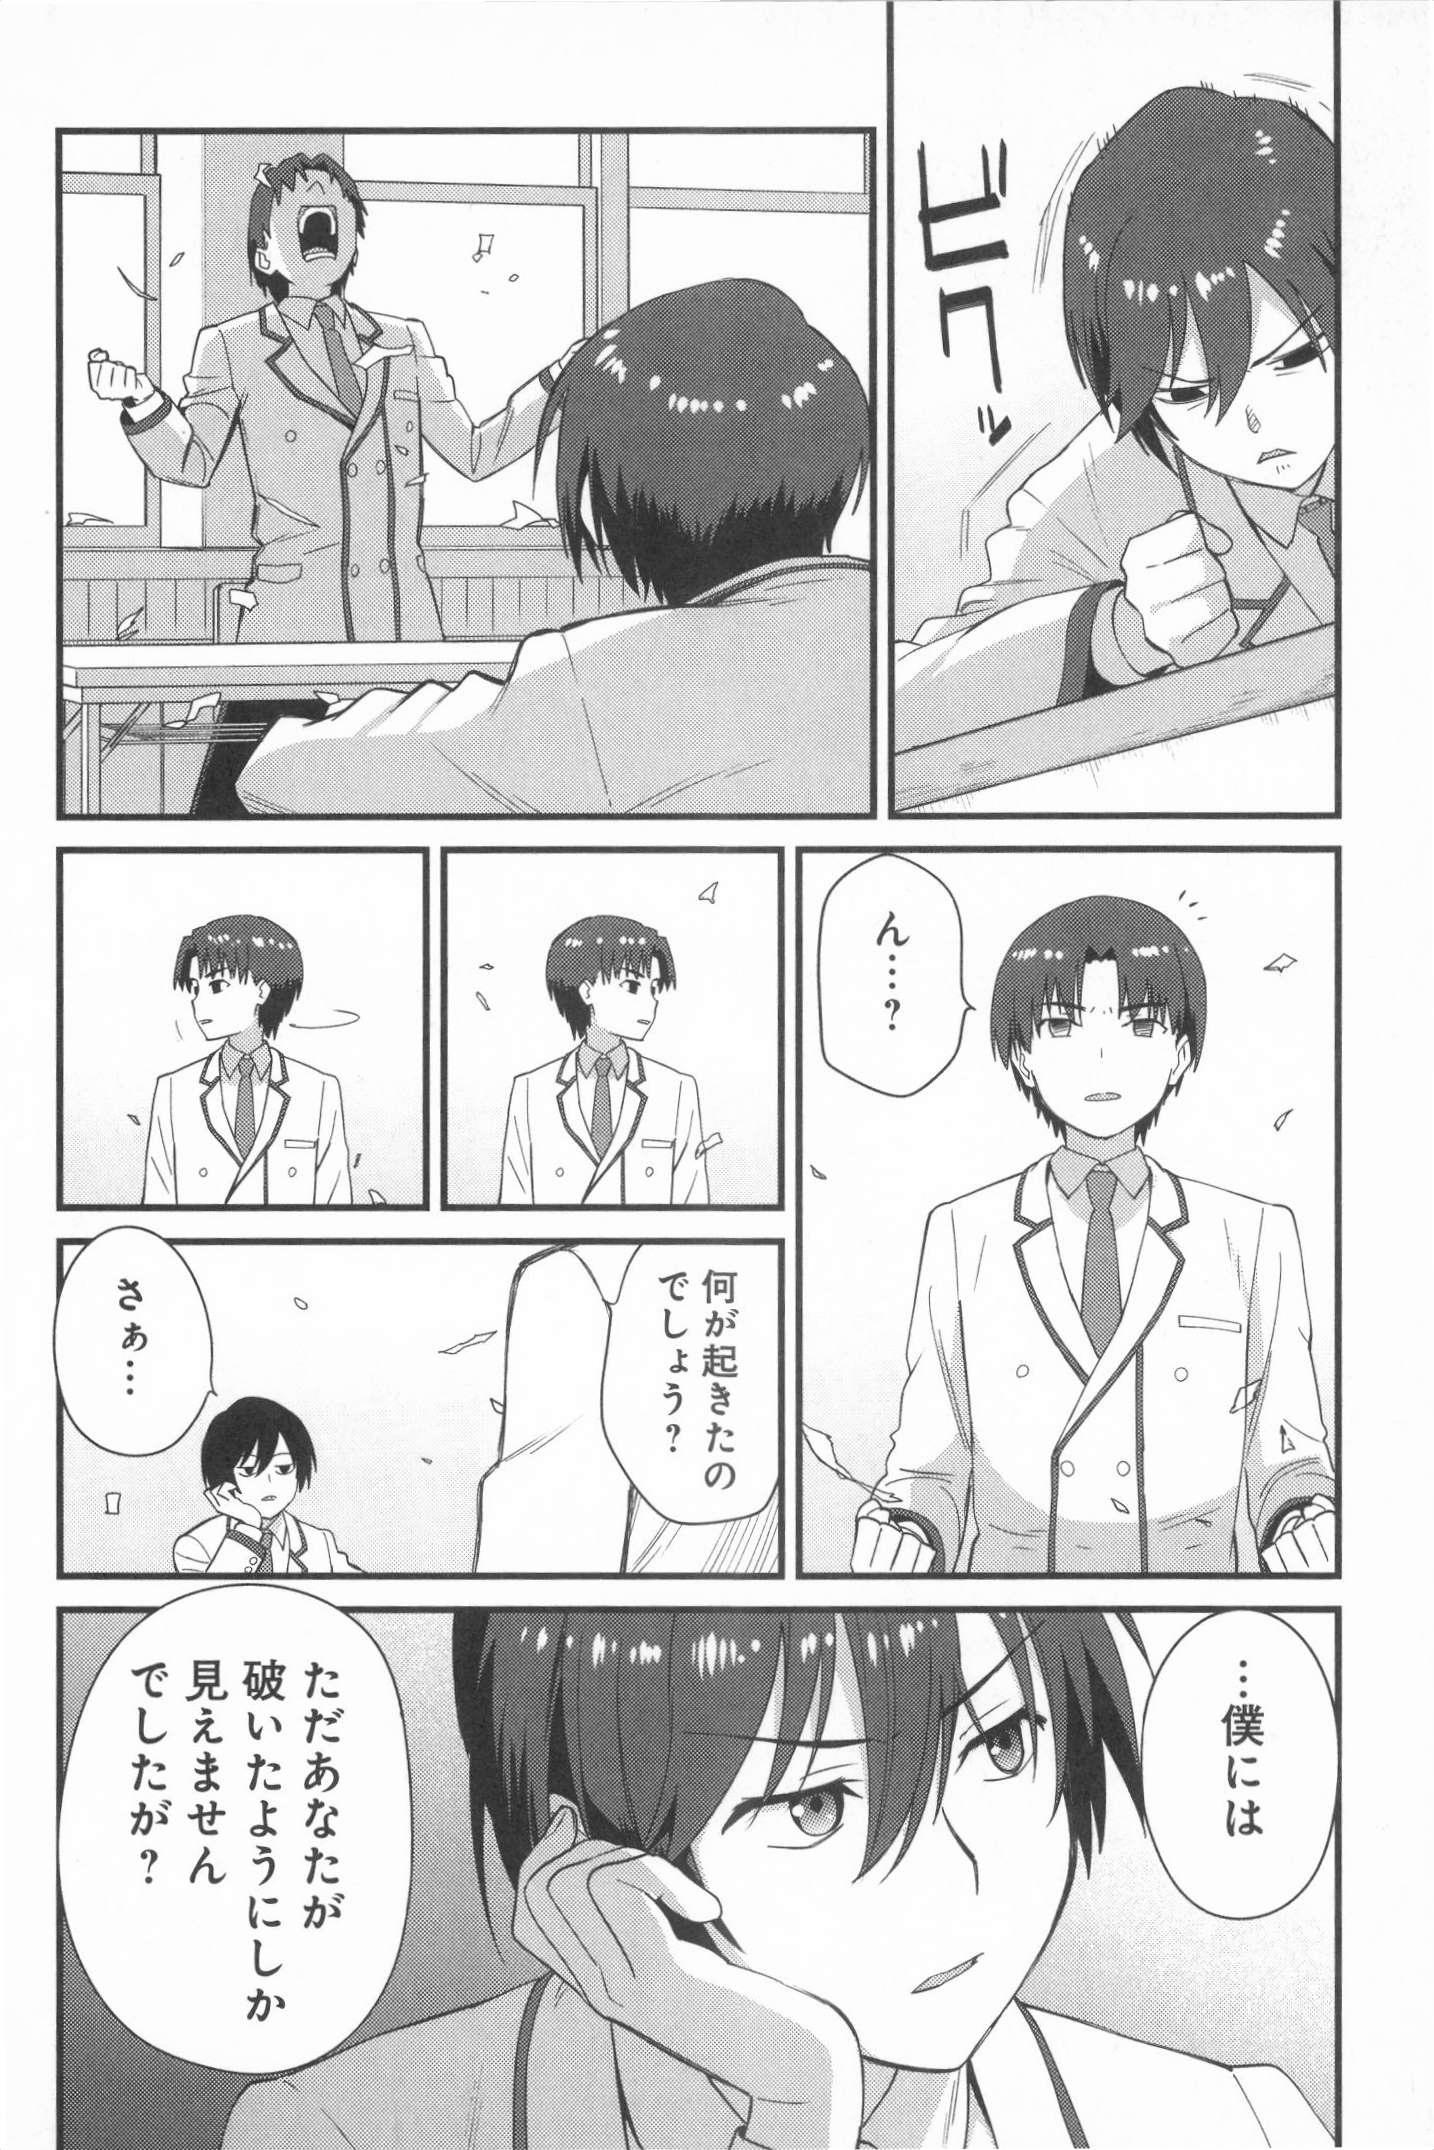 ビクッ
ん…?
何が起きたの
でしょう?
さぁ…
…僕には
ただあなたが
破いたようにしか
見えません
でしたが?